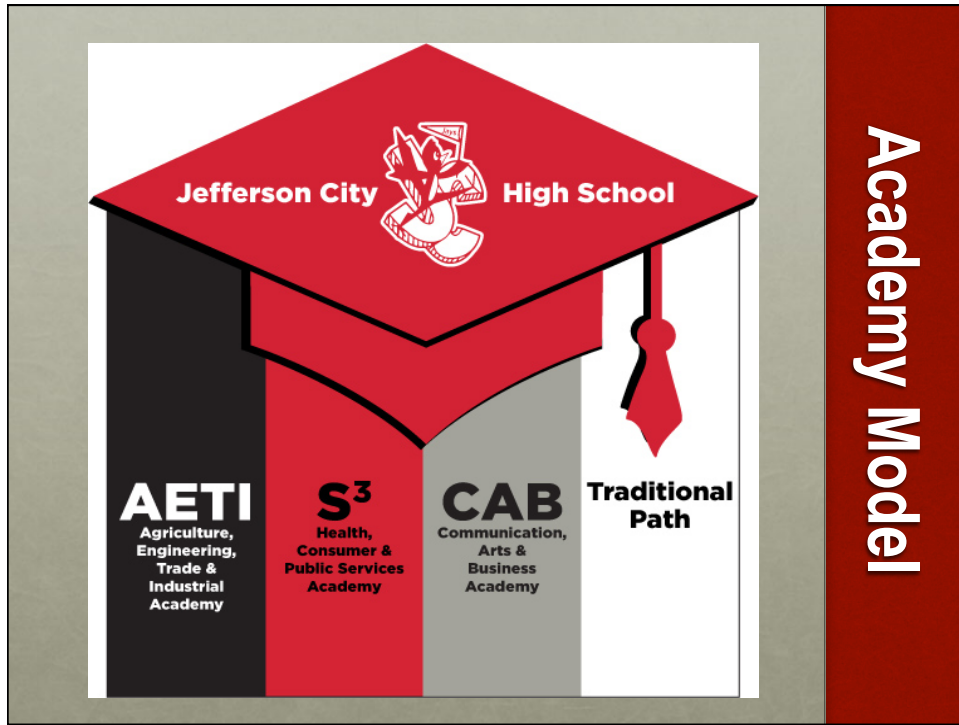 Jefferson City High School
Jays
AETI
Agriculture,
Engineering,
Trade &
Industrial
Academy
S³
Health,
Consumer &
Public Services
Academy
CAB
Communication,
Arts &
Business
Academy
Traditional
Path
Academy Model